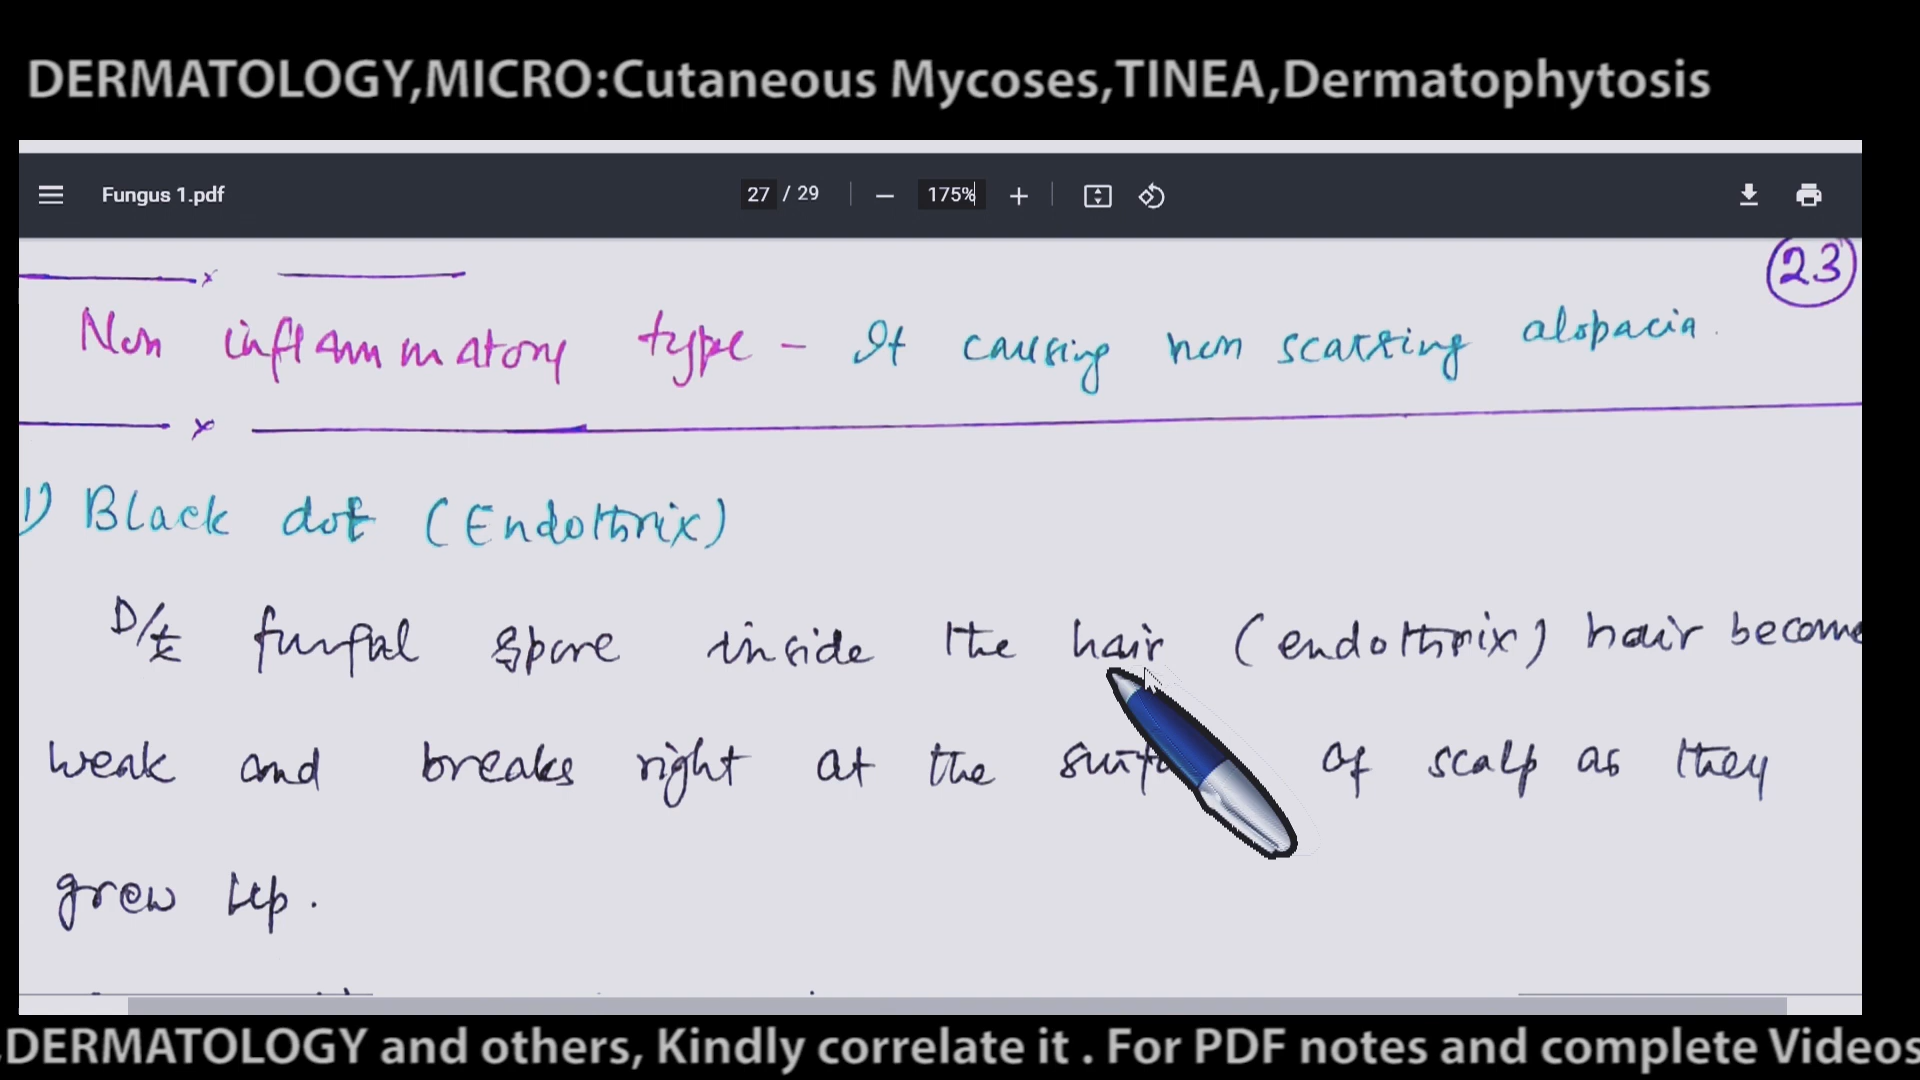 DERMATOLOGY,MICRO:Cutaneous Mycoses,TINEA,Dermatophytosis
Fungus 1.pdf 27 / 29 175%
23
Non inflammatory type - It causing non scarring alopacia.
1) Black dot (Endothrix)
D/t fungal spore inside the hair (endothrix) hair become
weak and breaks right at the of scalp as they
grew up.
DERMATOLOGY and others, Kindly correlate it . For PDF notes and complete Videos